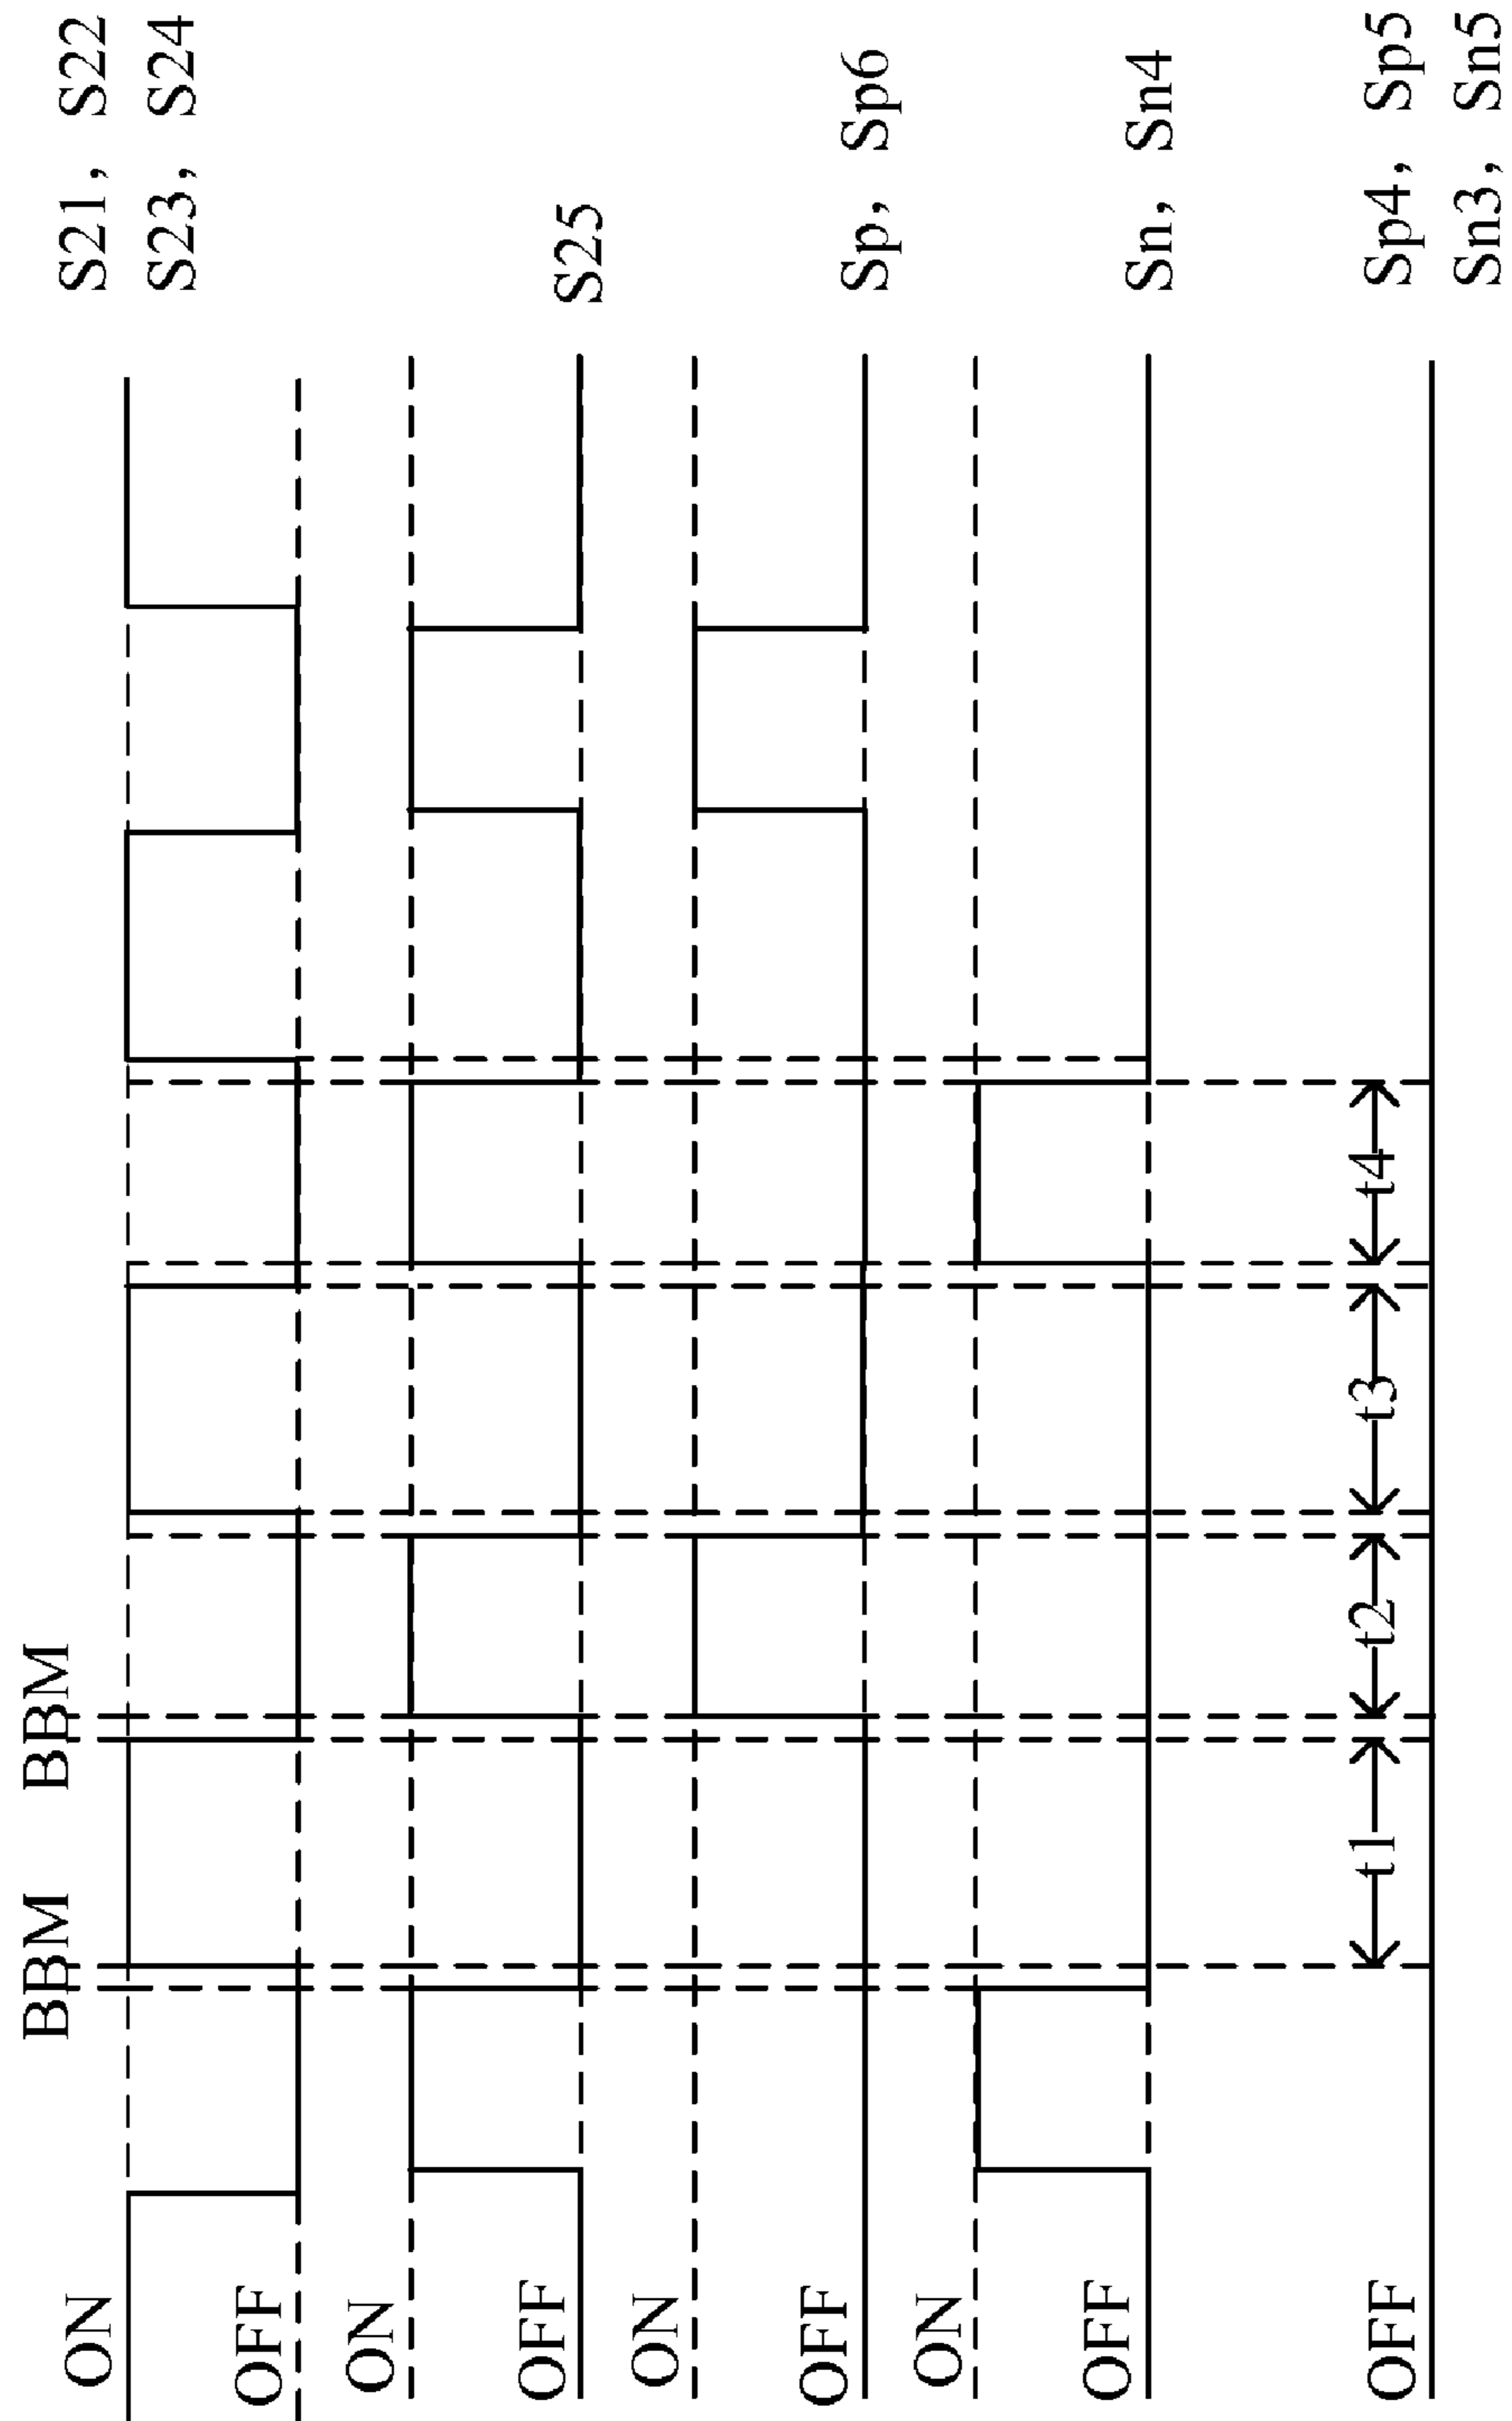 BBM BBM
ON
OFF
S21, S22
S23, S24
ON
OFF
S25
ON
OFF
Sp, Sp6
ON
OFF
Sn, Sn4
t1 t2 t3 t4
OFF
Sp4, Sp5
Sn3, Sn5